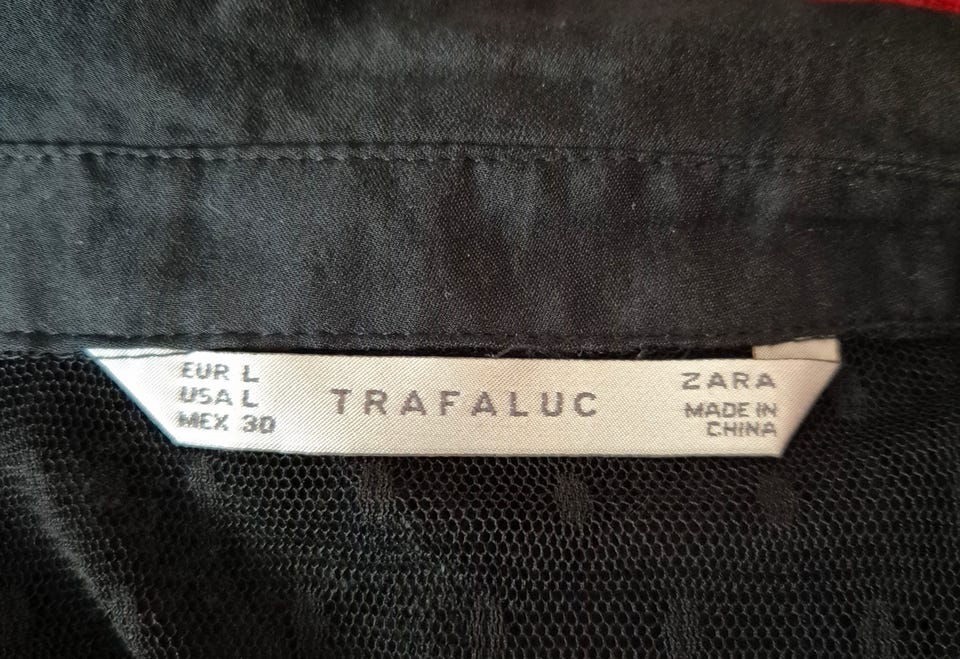 EUR L
USA L
MEX 30
TRAFALUC
ZARA
MADE IN
CHINA